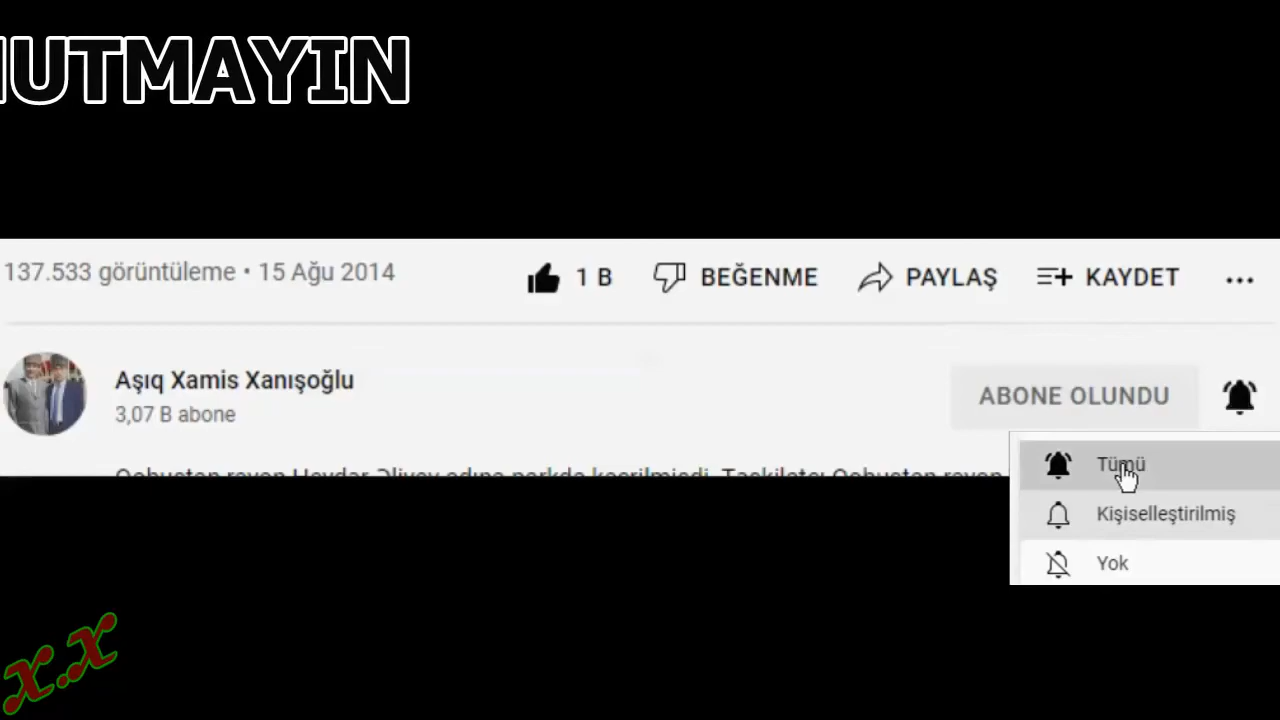 UTMAYIN
137.533 görüntüleme • 15 Ağu 2014
1 B
BEĞENME
PAYLAŞ
KAYDET
Aşıq Xamis Xanışoğlu
3,07 B abone
ABONE OLUNDU
Tümü
Kişiselleştirilmiş
Yok
x.x